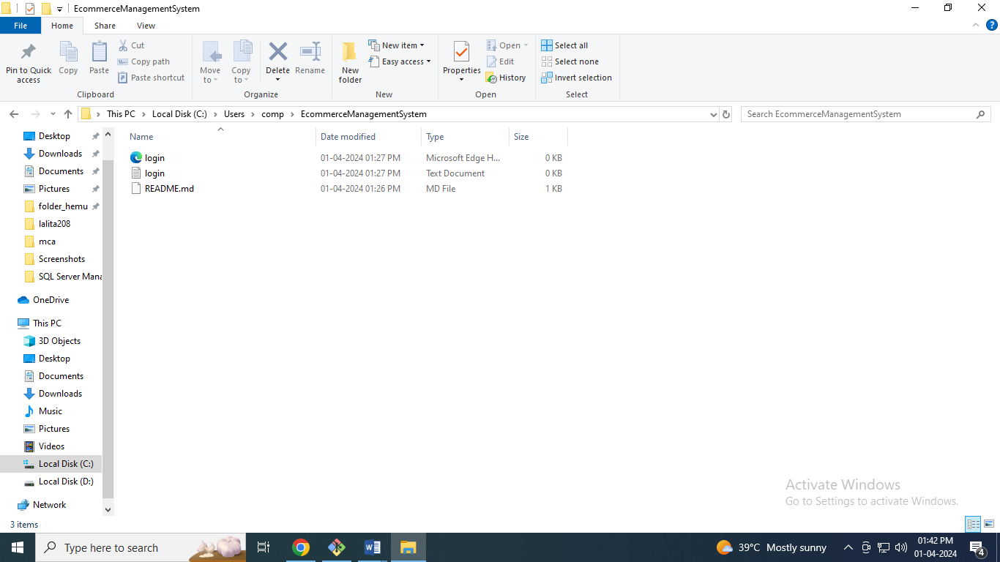 EcommerceManagementSystem
File Home Share View
Pin to Quick access
Copy
Paste
Cut
Copy path
Paste shortcut
Clipboard
Move to
Copy to
Delete
Rename
Organize
New folder
New item
Easy access
New
Properties
Open
Edit
History
Open
Select all
Select none
Invert selection
Select
This PC Local Disk (C:) Users comp EcommerceManagementSystem
Search EcommerceManagementSystem
Name Date modified Type Size
login 01-04-2024 01:27 PM Microsoft Edge H... 0 KB
login 01-04-2024 01:27 PM Text Document 0 KB
README.md 01-04-2024 01:26 PM MD File 1 KB
Desktop
Downloads
Documents
Pictures
folder_hemu
lalita208
mca
Screenshots
SQL Server Mana
OneDrive
This PC
3D Objects
Desktop
Documents
Downloads
Music
Pictures
Videos
Local Disk (C:)
Local Disk (D:)
Network
Activate Windows
Go to Settings to activate Windows.
3 items
Type here to search
39°C Mostly sunny
01:42 PM
01-04-2024
4